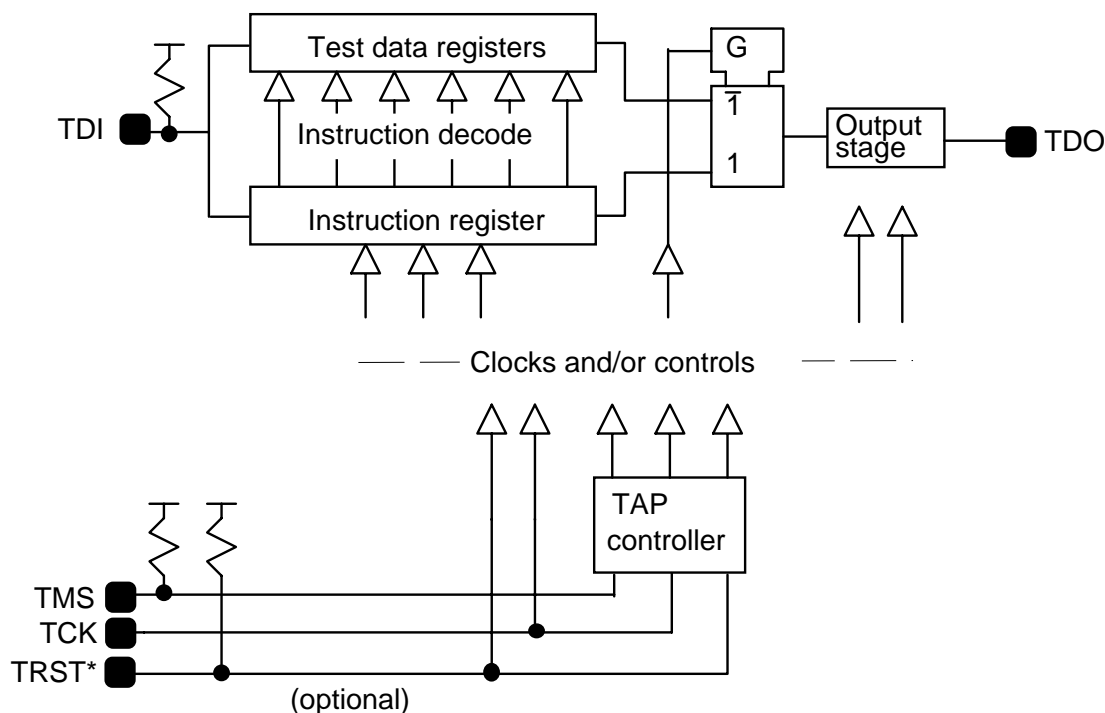 Test data registers
G
TDI
Instruction decode
1̅
Output
stage
TDO
1
Instruction register
Clocks and/or controls
TAP
controller
TMS
TCK
TRST*
(optional)